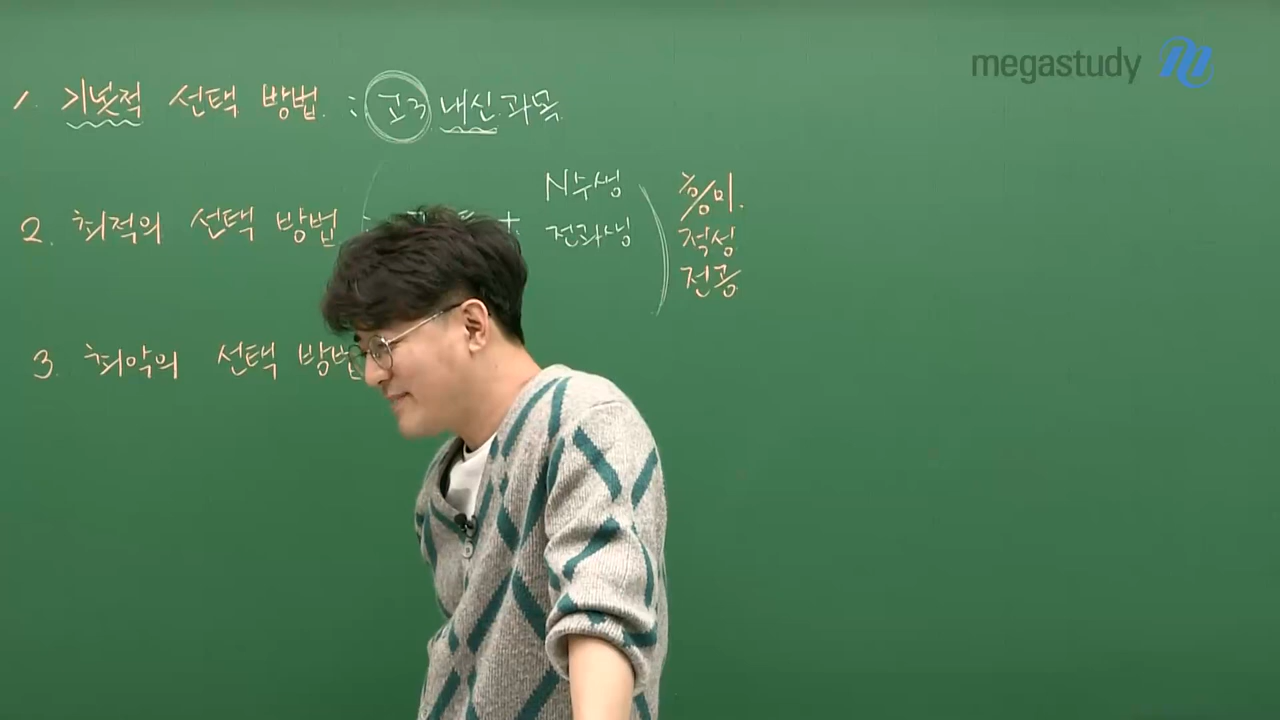 megastudy
1. 기본적 선택 방법 : 고3 내신 과목
2. 최적의 선택 방법 + N수생 전과생 흥미. 적성 전공
3. 최악의 선택 방법